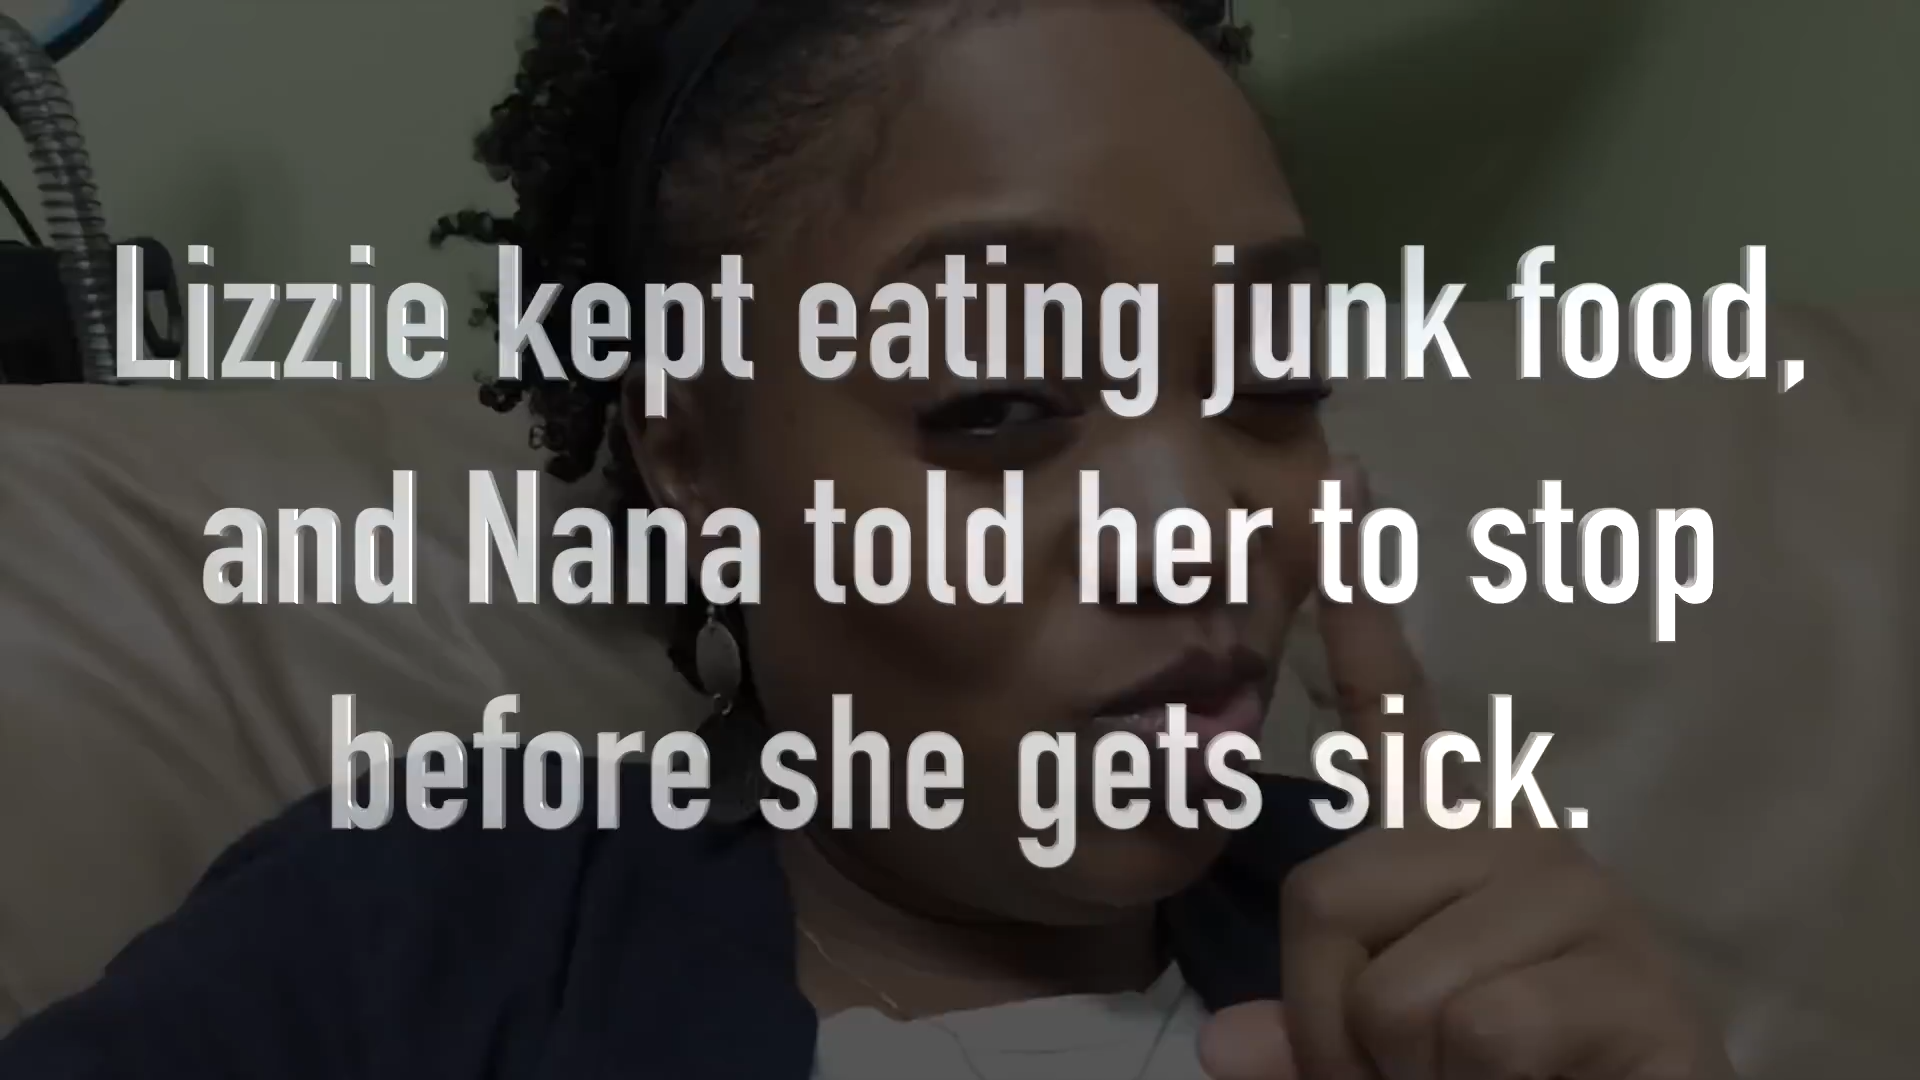 Lizzie kept eating junk food,
and Nana told her to stop
before she gets sick.